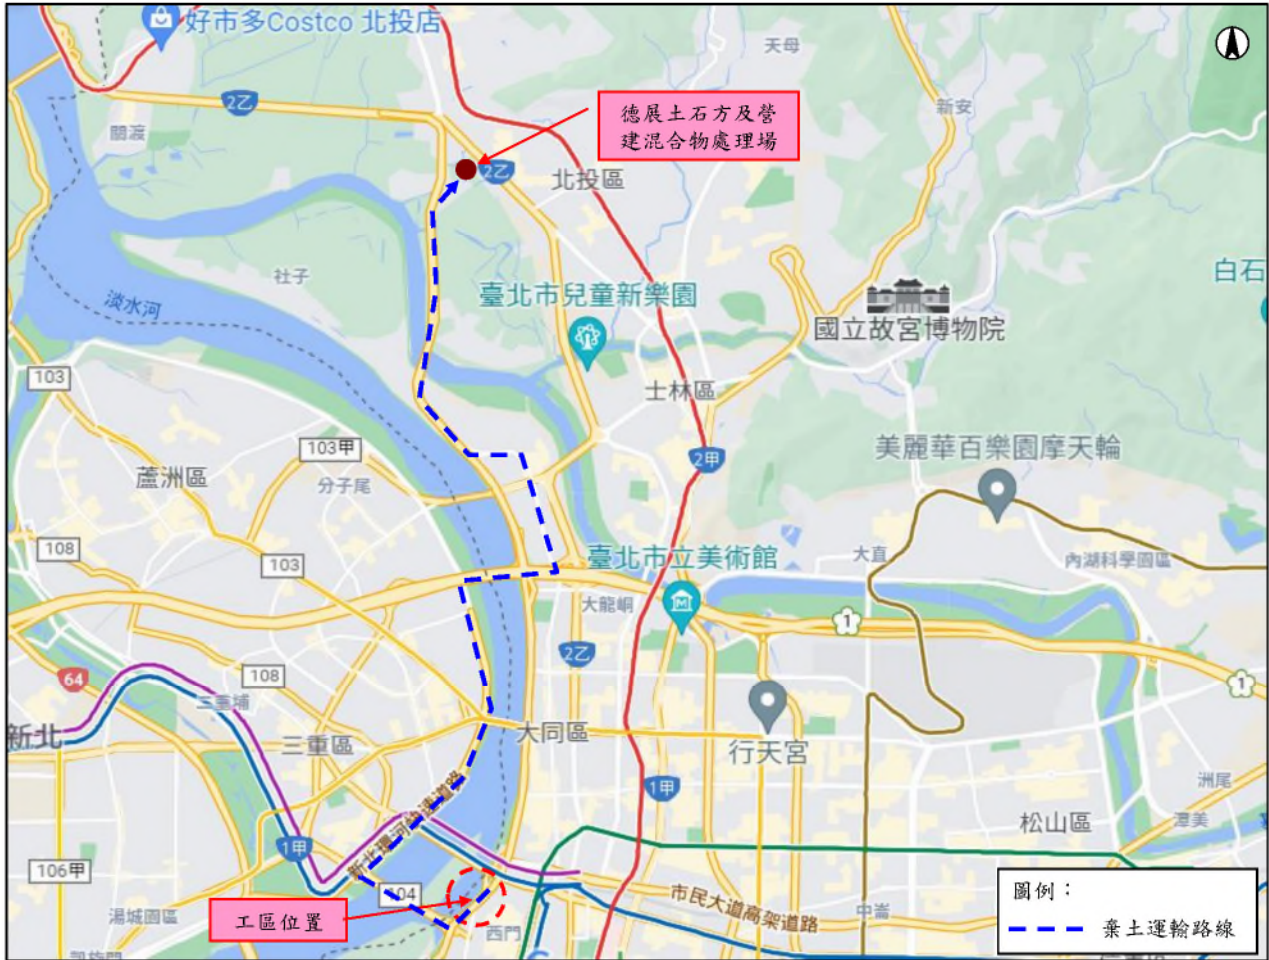 好市多Costco 北投店
天母
2乙
新安
德展土石方及營
建混合物處理場
關渡
2乙
北投區
社子
白石
臺北市兒童新樂園
淡水河
國立故宮博物院
103
士林區
103甲
美麗華百樂園摩天輪
2甲
蘆洲區
分子尾
108
103
臺北市立美術館
大直
內湖科學園區
大龍峒
1
2乙
64
108
1
三重埔
新北
三重區
大同區
行天宮
洲尾
1甲
新北環河快速道路
松山區
潭美
1甲
106甲
104
圖例：
市民大道高架道路
中崙
湯城園區
工區位置
西門
棄土運輸路線